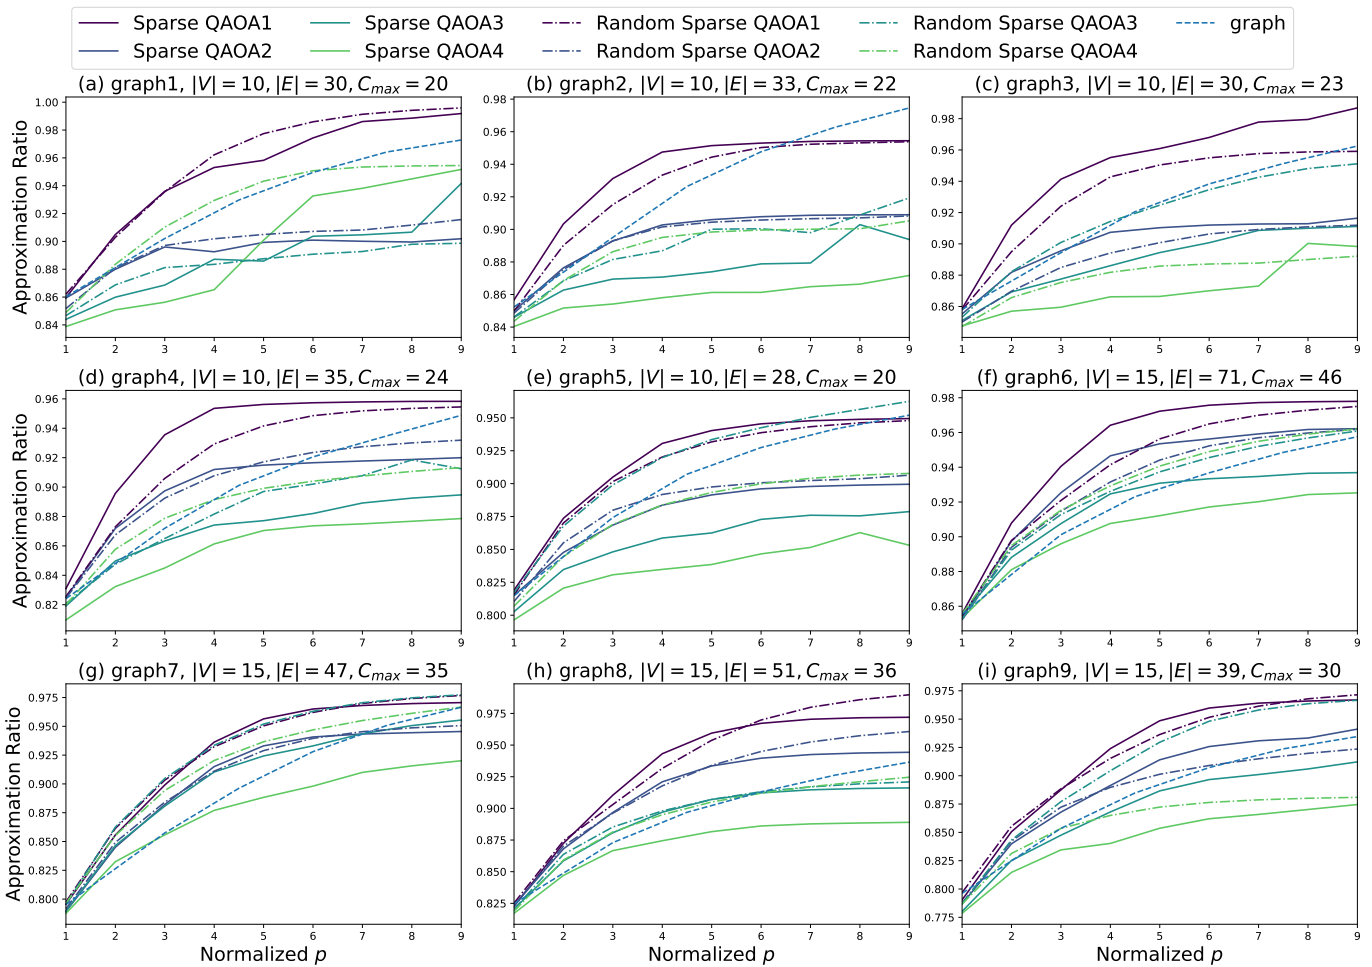 Sparse QAOA1 Sparse QAOA3 Random Sparse QAOA1 Random Sparse QAOA3 graph
Sparse QAOA2 Sparse QAOA4 Random Sparse QAOA2 Random Sparse QAOA4
(a) graph1, |V| = 10, |E| = 30, C_max = 20
(b) graph2, |V| = 10, |E| = 33, C_max = 22
(c) graph3, |V| = 10, |E| = 30, C_max = 23
Approximation Ratio
1.00 0.98 0.96 0.94 0.92 0.90 0.88 0.86 0.84
1 2 3 4 5 6 7 8 9
0.98 0.96 0.94 0.92 0.90 0.88 0.86 0.84
1 2 3 4 5 6 7 8 9
0.98 0.96 0.94 0.92 0.90 0.88 0.86
1 2 3 4 5 6 7 8 9
(d) graph4, |V| = 10, |E| = 35, C_max = 24
(e) graph5, |V| = 10, |E| = 28, C_max = 20
(f) graph6, |V| = 15, |E| = 71, C_max = 46
Approximation Ratio
0.96 0.94 0.92 0.90 0.88 0.86 0.84 0.82
1 2 3 4 5 6 7 8 9
0.950 0.925 0.900 0.875 0.850 0.825 0.800
1 2 3 4 5 6 7 8 9
0.98 0.96 0.94 0.92 0.90 0.88 0.86
1 2 3 4 5 6 7 8 9
(g) graph7, |V| = 15, |E| = 47, C_max = 35
(h) graph8, |V| = 15, |E| = 51, C_max = 36
(i) graph9, |V| = 15, |E| = 39, C_max = 30
Approximation Ratio
0.975 0.950 0.925 0.900 0.875 0.850 0.825 0.800
1 2 3 4 5 6 7 8 9
Normalized p
0.975 0.950 0.925 0.900 0.875 0.850 0.825
1 2 3 4 5 6 7 8 9
Normalized p
0.975 0.950 0.925 0.900 0.875 0.850 0.825 0.800 0.775
1 2 3 4 5 6 7 8 9
Normalized p